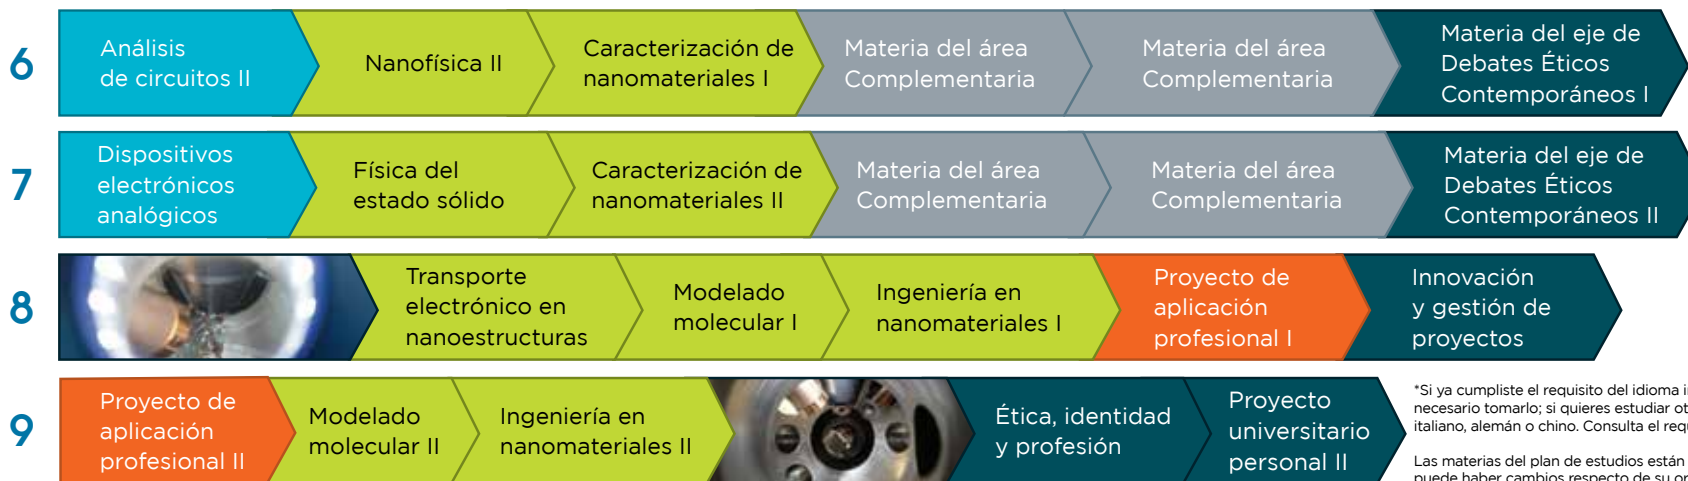 6
Análisis
de circuitos II
Nanofísica II
Caracterización de
nanomateriales I
Materia del área
Complementaria
Materia del área
Complementaria
Materia del eje de
Debates Éticos
Contemporáneos I
7
Dispositivos
electrónicos
analógicos
Física del
estado sólido
Caracterización de
nanomateriales II
Materia del área
Complementaria
Materia del área
Complementaria
Materia del eje de
Debates Éticos
Contemporáneos II
8
Transporte
electrónico en
nanoestructuras
Modelado
molecular I
Ingeniería en
nanomateriales I
Proyecto de
aplicación
profesional I
Innovación
y gestión de
proyectos
9
Proyecto de
aplicación
profesional II
Modelado
molecular II
Ingeniería en
nanomateriales II
Ética, identidad
y profesión
Proyecto
universitario
personal II
*Si ya cumpliste el requisito del idioma
necesario tomarlo; si quieres estudiar
italiano, alemán o chino. Consulta el
Las materias del plan de estudios están
puede haber cambios respecto de su